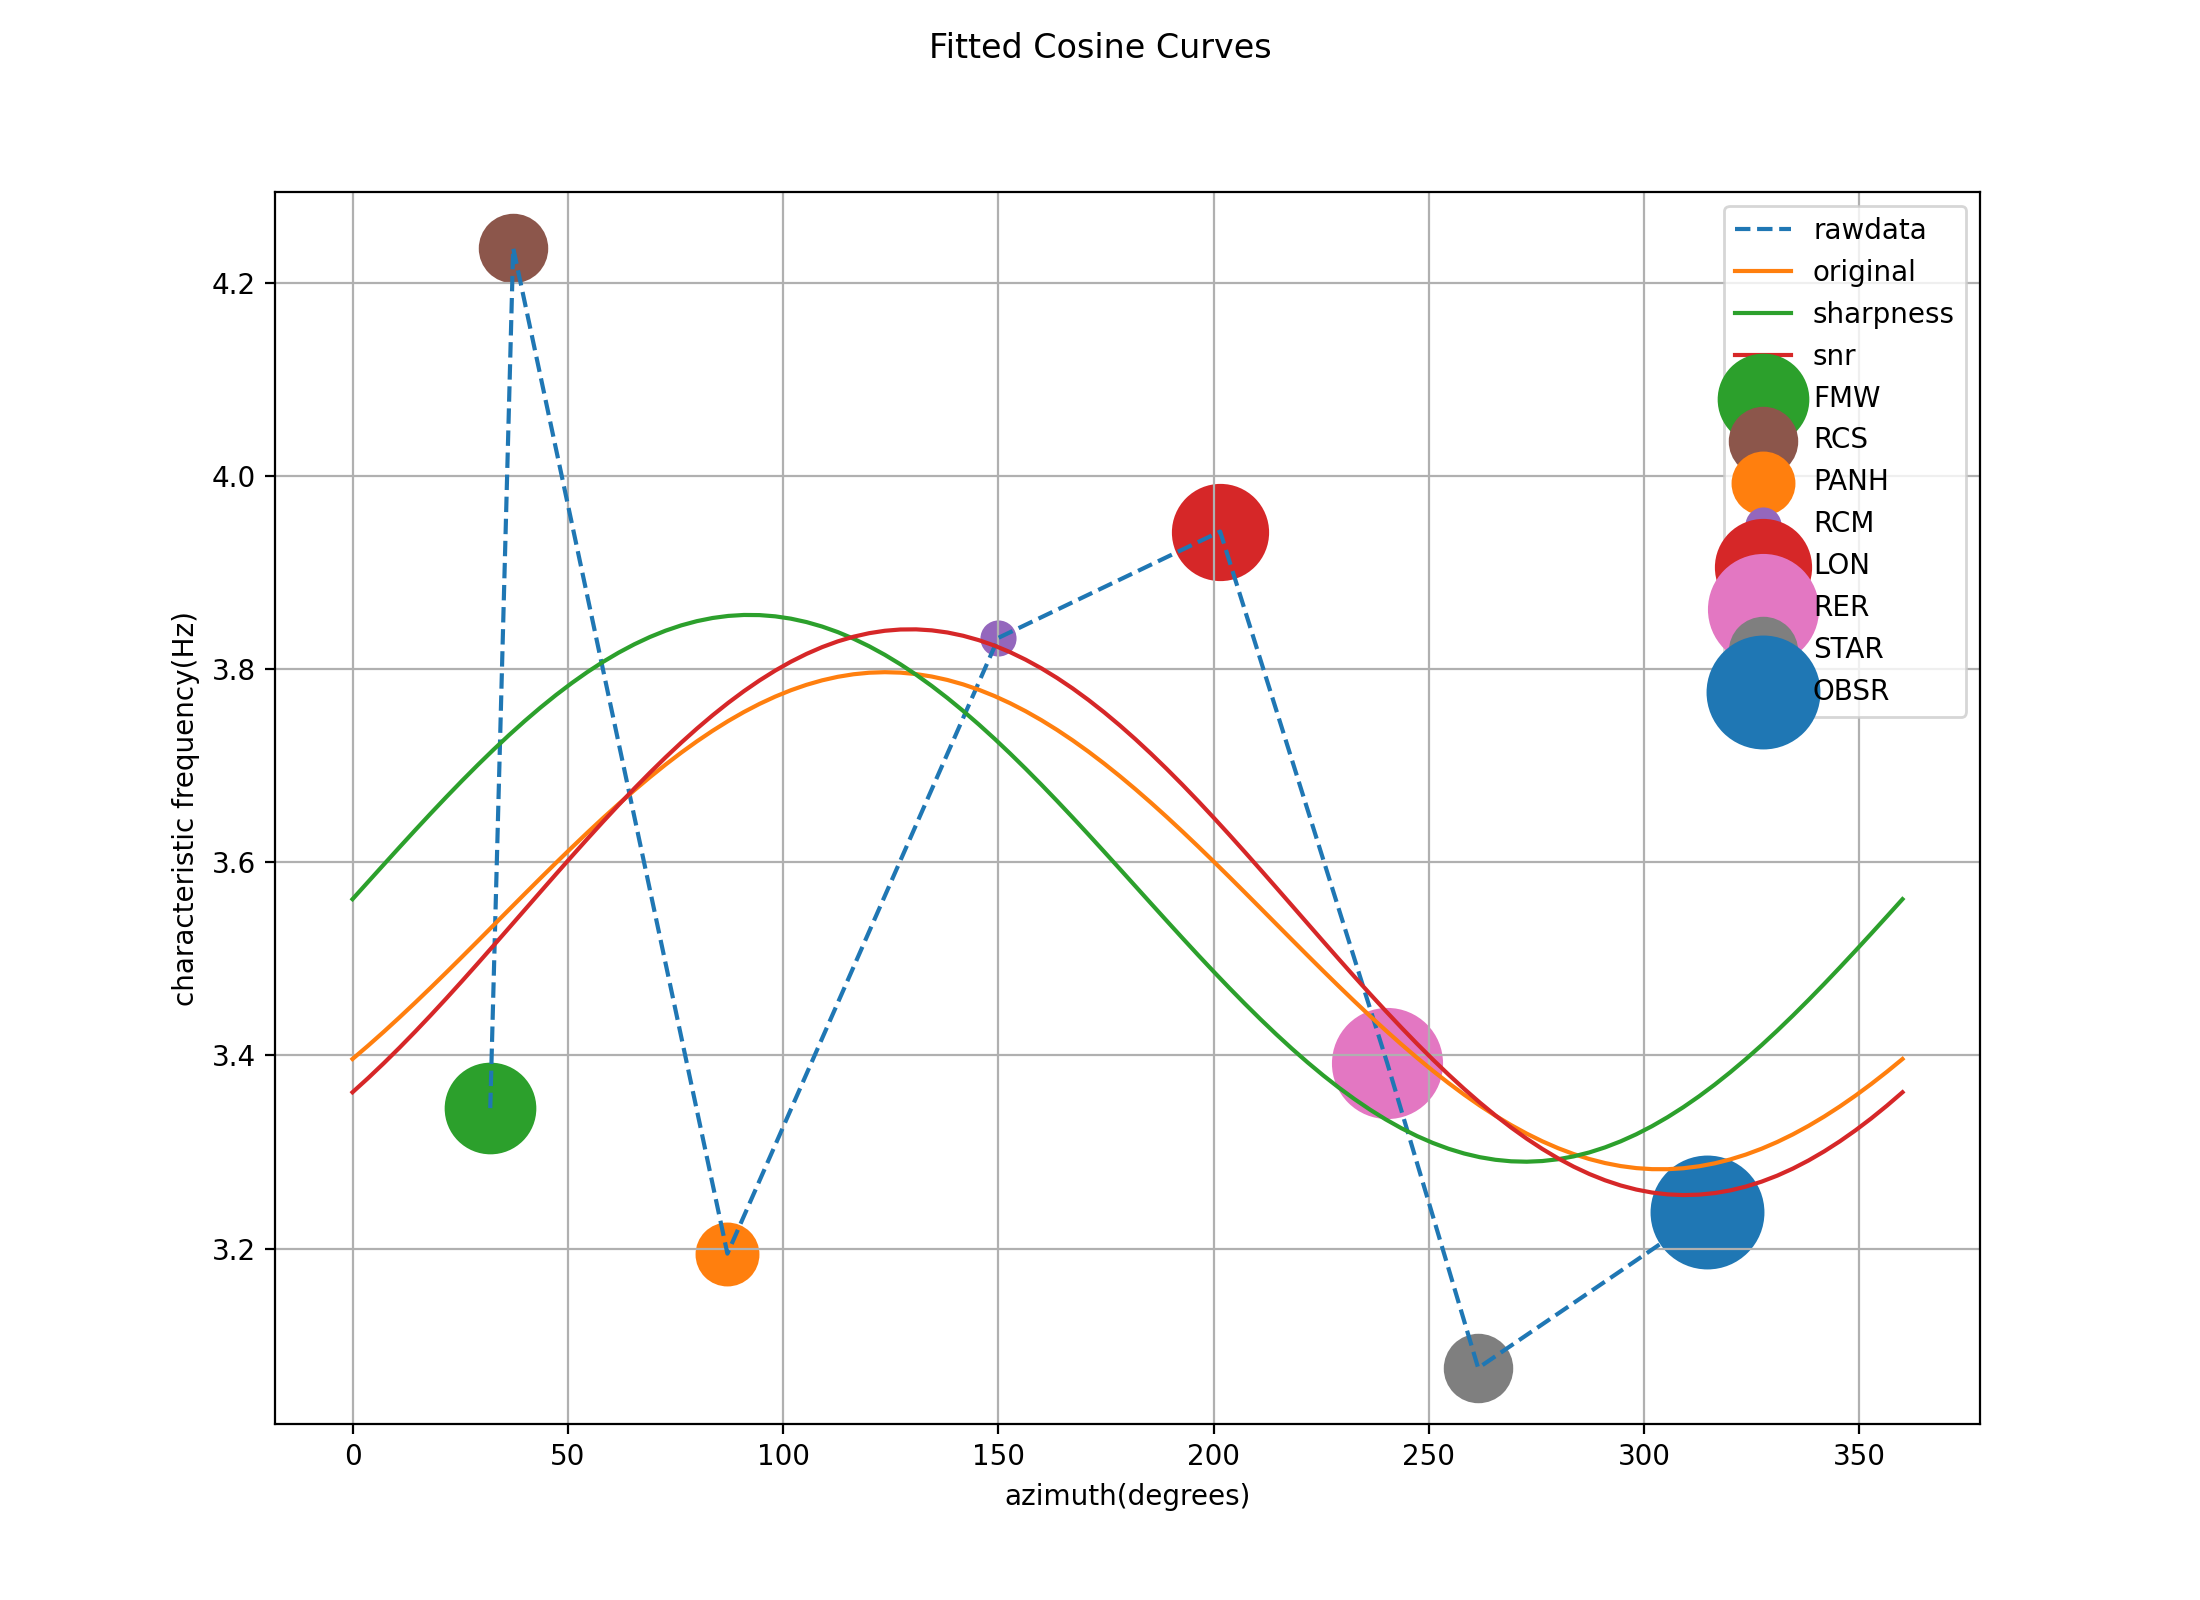 Fitted Cosine Curves
characteristic frequency(Hz)
4.2
4.0
3.8
3.6
3.4
3.2
0 50 100 150 200 250 300 350
azimuth(degrees)
rawdata
original
sharpness
snr
FMW
RCS
PANH
RCM
LON
RER
STAR
OBSR